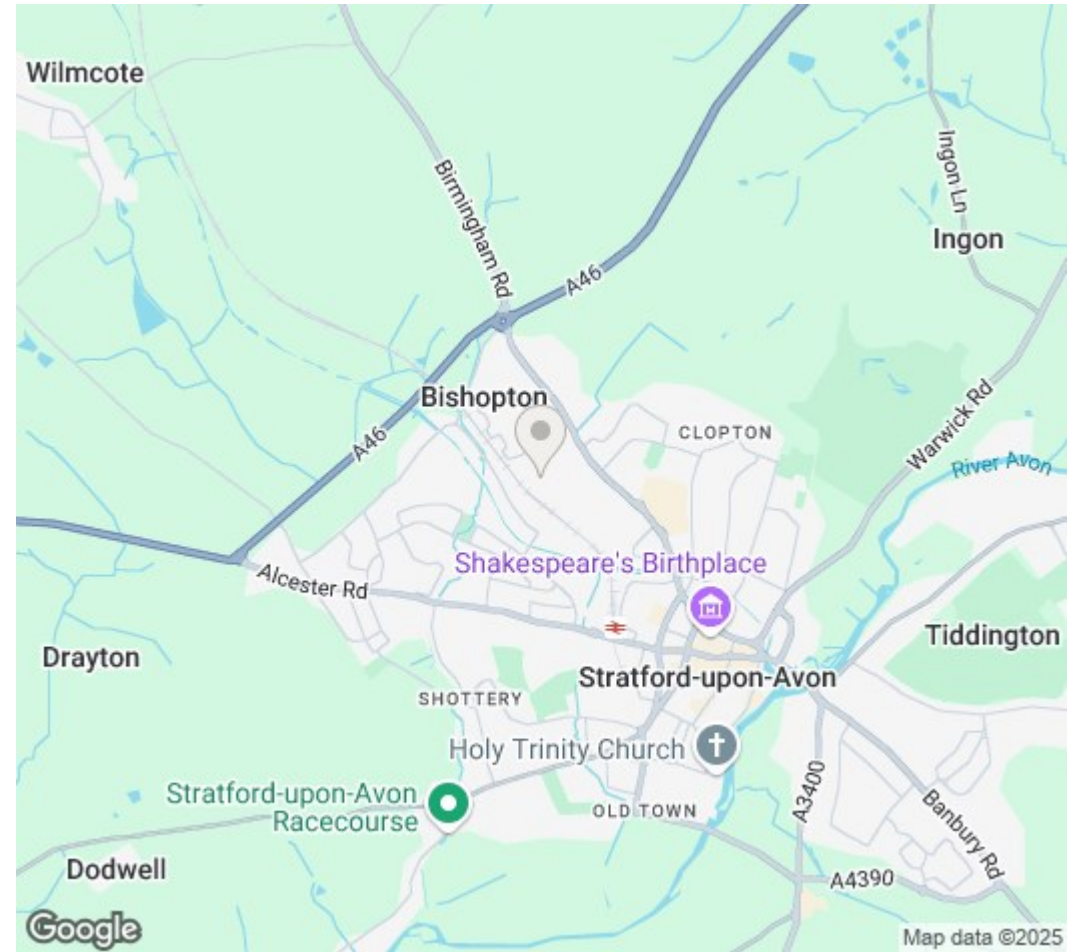 Wilmcote
Birmingham Rd
Ingon Ln
Ingon
A46
Bishopton
A46
CLOPTON
Warwick Rd
River Avon
Shakespeare's Birthplace
Alcester Rd
Drayton
Tiddington
Stratford-upon-Avon
SHOTTERY
Holy Trinity Church
Stratford-upon-Avon
Racecourse
OLD TOWN
A3400
Banbury Rd
Dodwell
A4390
Google
Map data ©2025